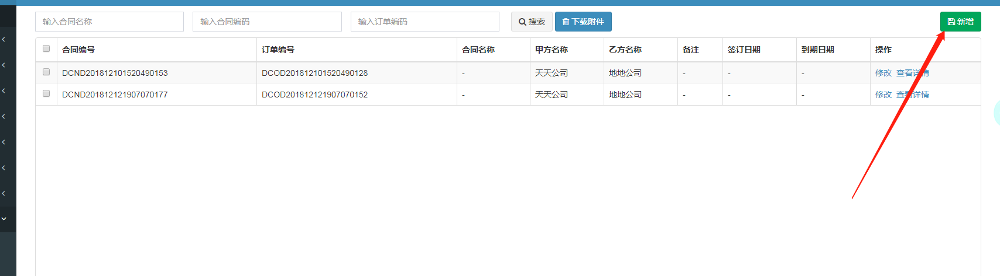 输入合同名称 输入合同编码 输入订单编码 搜索 下载附件 新增
合同编号 订单编号 合同名称 甲方名称 乙方名称 备注 签订日期 到期日期 操作
DCND201812101520490153 DCOD201812101520490128 - 天天公司 地地公司 - - - 修改 查看详情
DCND201812121907070177 DCOD201812121907070152 - 天天公司 地地公司 - - - 修改 查看详情